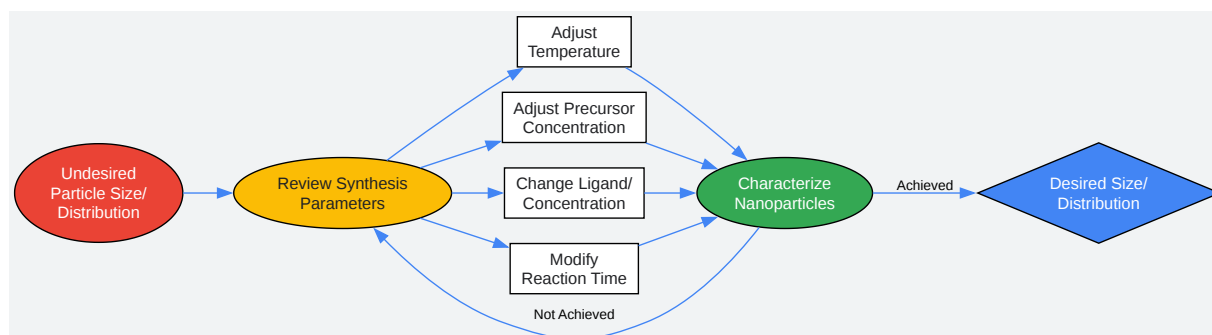 Undesired
Particle Size/
Distribution
Review Synthesis
Parameters
Adjust
Temperature
Adjust Precursor
Concentration
Change Ligand/
Concentration
Modify
Reaction Time
Characterize
Nanoparticles
Achieved
Desired Size/
Distribution
Not Achieved